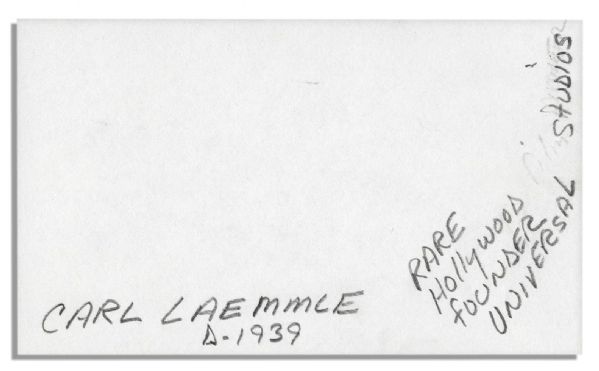 CARL LAEMMLE
D-1939
RARE
Hollywood
FOUNDER
UNIVERSAL STUDIOS